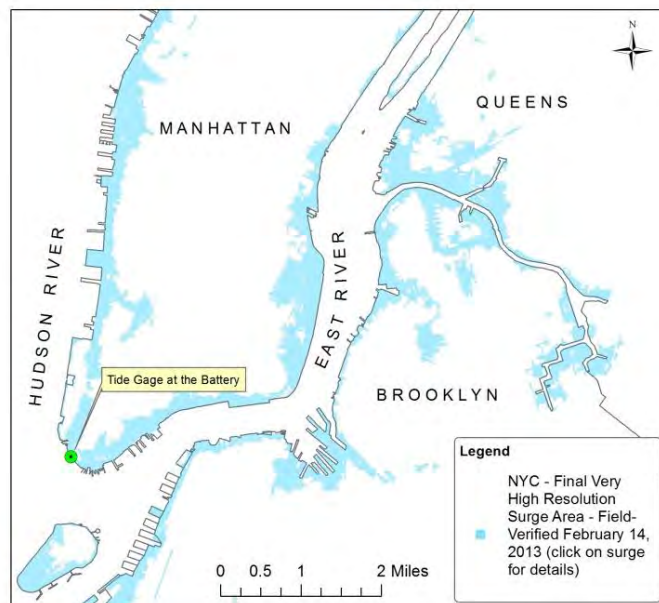 N
QUEENS
MANHATTAN
HUDSON RIVER
EAST RIVER
Tide Gage at the Battery
BROOKLYN
Legend
NYC - Final Very
High Resolution
Surge Area - Field-
Verified February 14,
2013 (click on surge
for details)
0 0.5 1 2 Miles